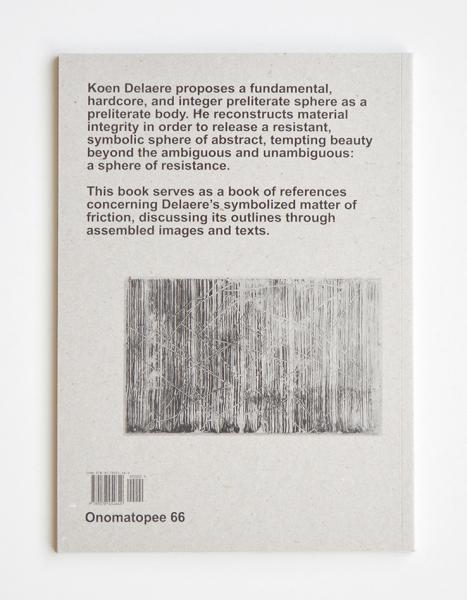 Koen Delaere proposes a fundamental,
hardcore, and integer preliterate sphere as a
preliterate body. He reconstructs material
integrity in order to release a resistant,
symbolic sphere of abstract, tempting beauty
beyond the ambiguous and unambiguous:
a sphere of resistance.
This book serves as a book of references
concerning Delaere's symbolized matter of
friction, discussing its outlines through
assembled images and texts.
Onomatopee 66